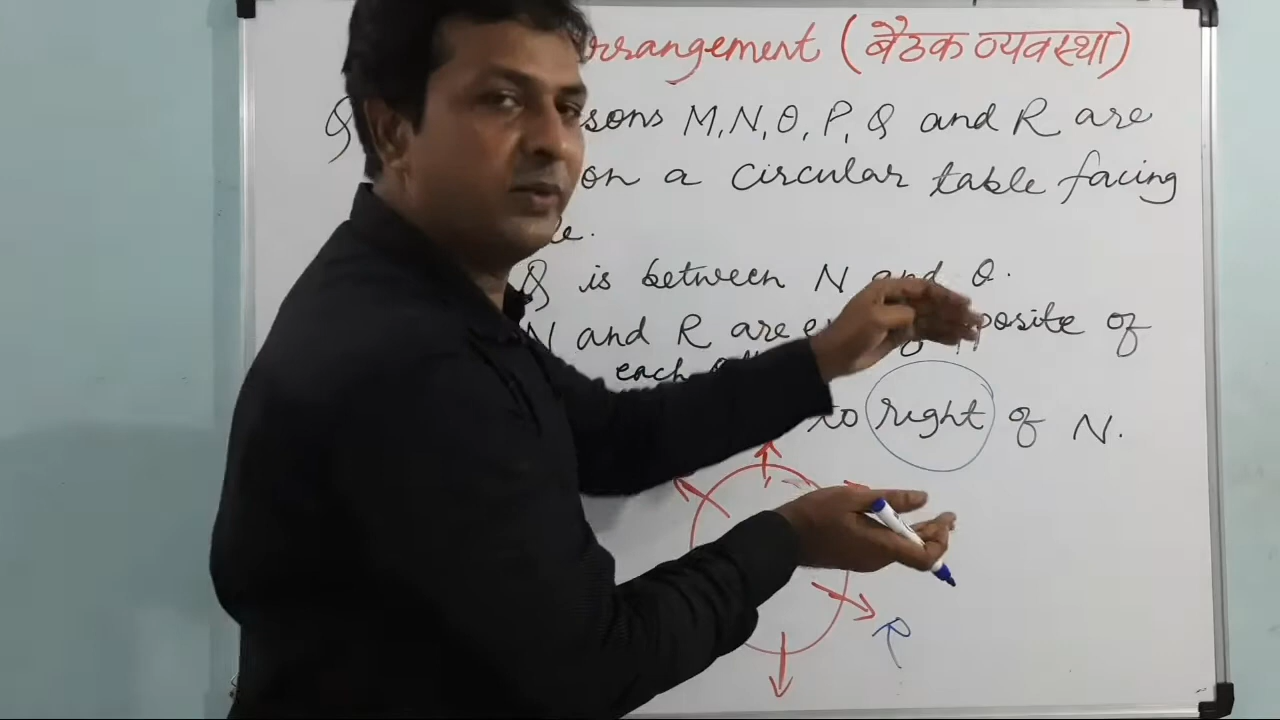 rrangement (बैठक व्यवस्था)
Q sons M, N, O, P, Q and R are
on a circular table facing
Q is between N and O.
N and R are posite of
each
to right of N.
R